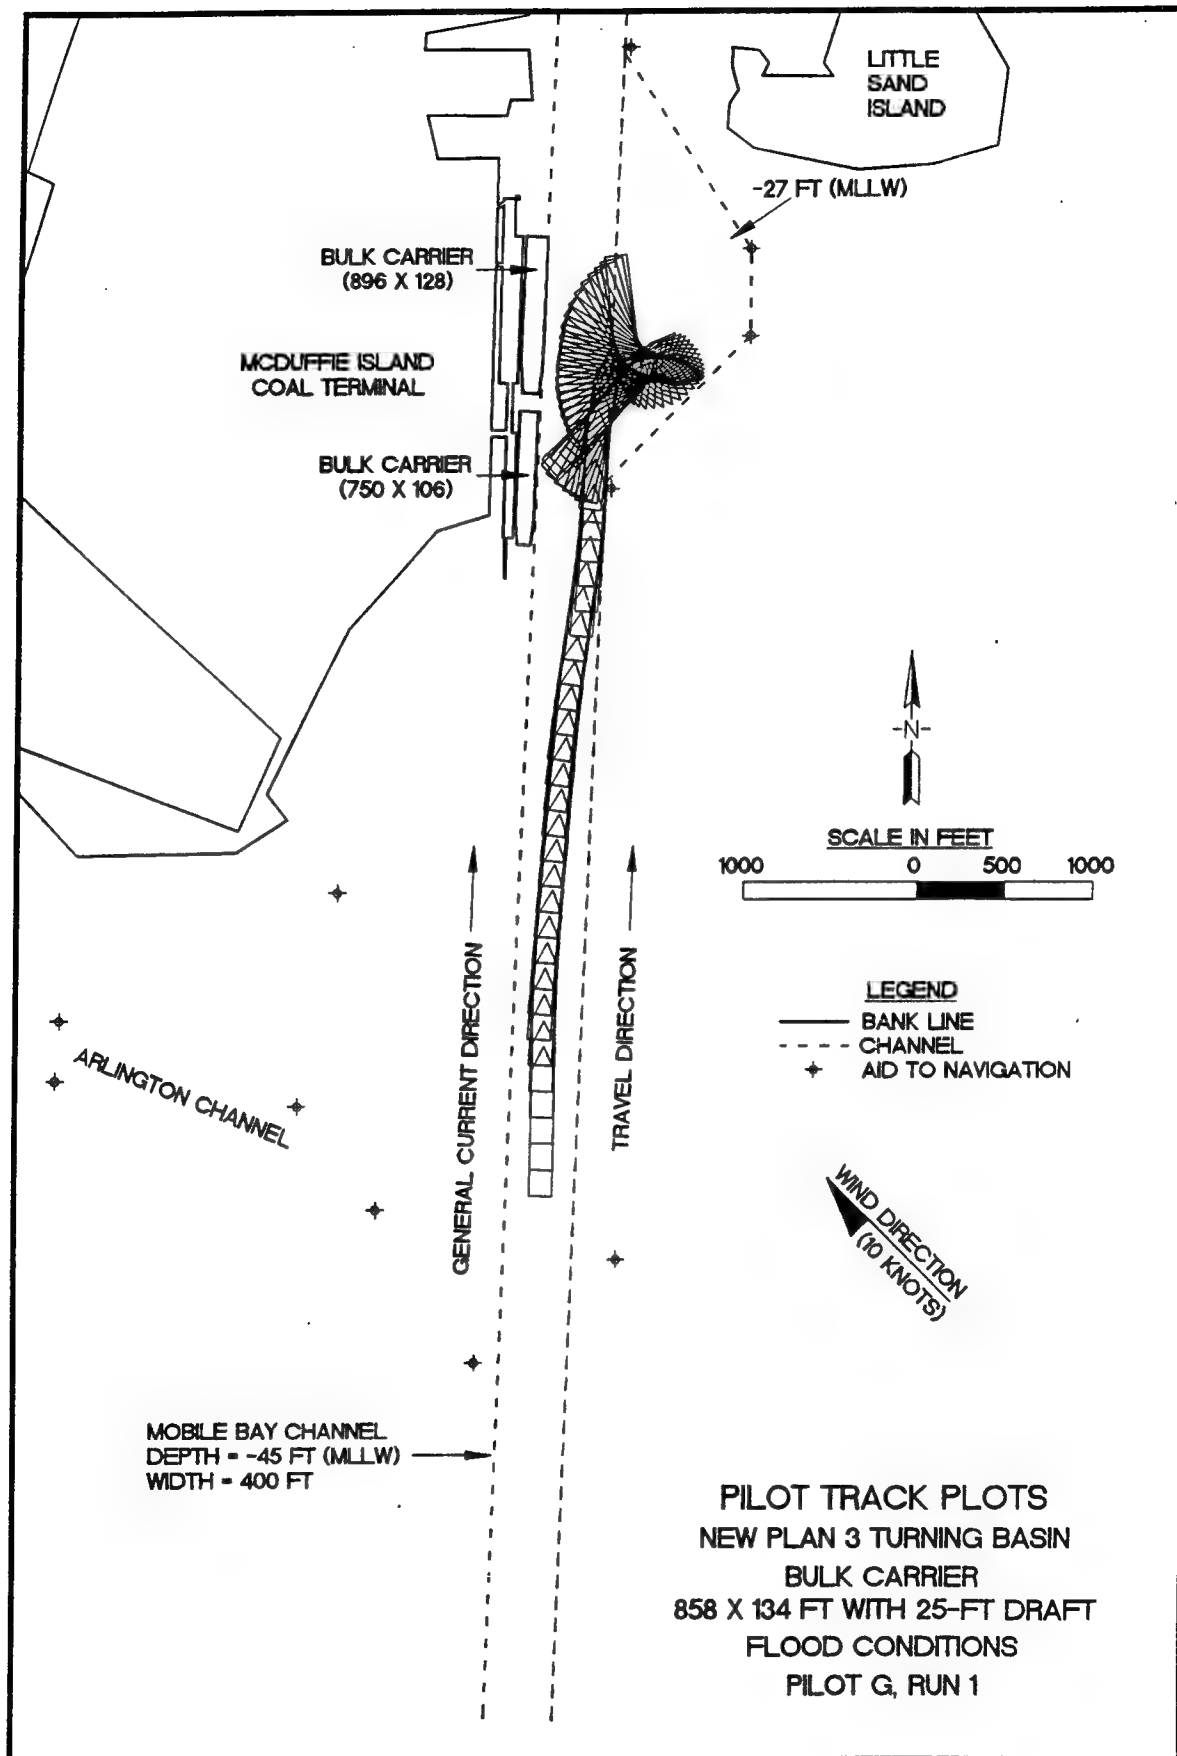 LITTLE
SAND
ISLAND
-27 FT (MLLW)
BULK CARRIER
(896 X 128)
MCDUFFIE ISLAND
COAL TERMINAL
BULK CARRIER
(750 X 106)
-N-
SCALE IN FEET
1000 0 500 1000
GENERAL CURRENT DIRECTION
TRAVEL DIRECTION
LEGEND
BANK LINE
CHANNEL
AID TO NAVIGATION
ARLINGTON CHANNEL
WIND DIRECTION
(10 KNOTS)
MOBILE BAY CHANNEL
DEPTH = -45 FT (MLLW)
WIDTH = 400 FT
PILOT TRACK PLOTS
NEW PLAN 3 TURNING BASIN
BULK CARRIER
858 X 134 FT WITH 25-FT DRAFT
FLOOD CONDITIONS
PILOT G, RUN 1